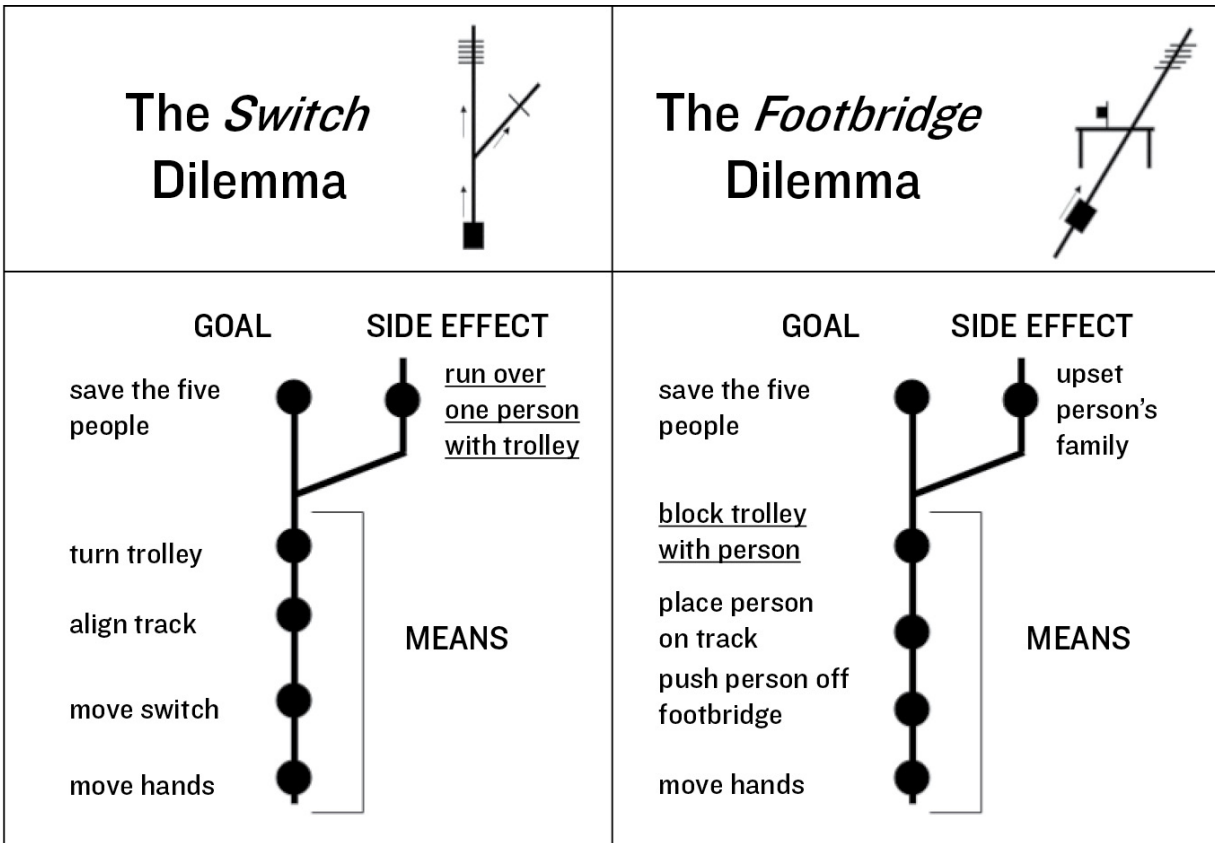 The Switch
Dilemma
The Footbridge
Dilemma
GOAL
SIDE EFFECT
save the five
people
run over
one person
with trolley
turn trolley
align track
MEANS
move switch
move hands
GOAL
SIDE EFFECT
save the five
people
upset
person's
family
block trolley
with person
place person
on track
MEANS
push person off
footbridge
move hands